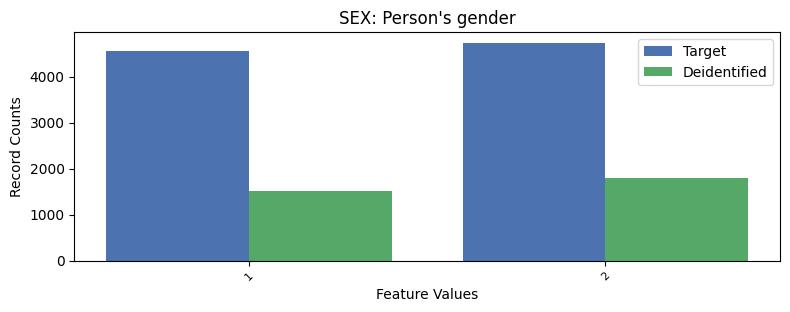 SEX: Person's gender
Target
Deidentified
Record Counts
4000
3000
2000
1000
0
1
2
Feature Values